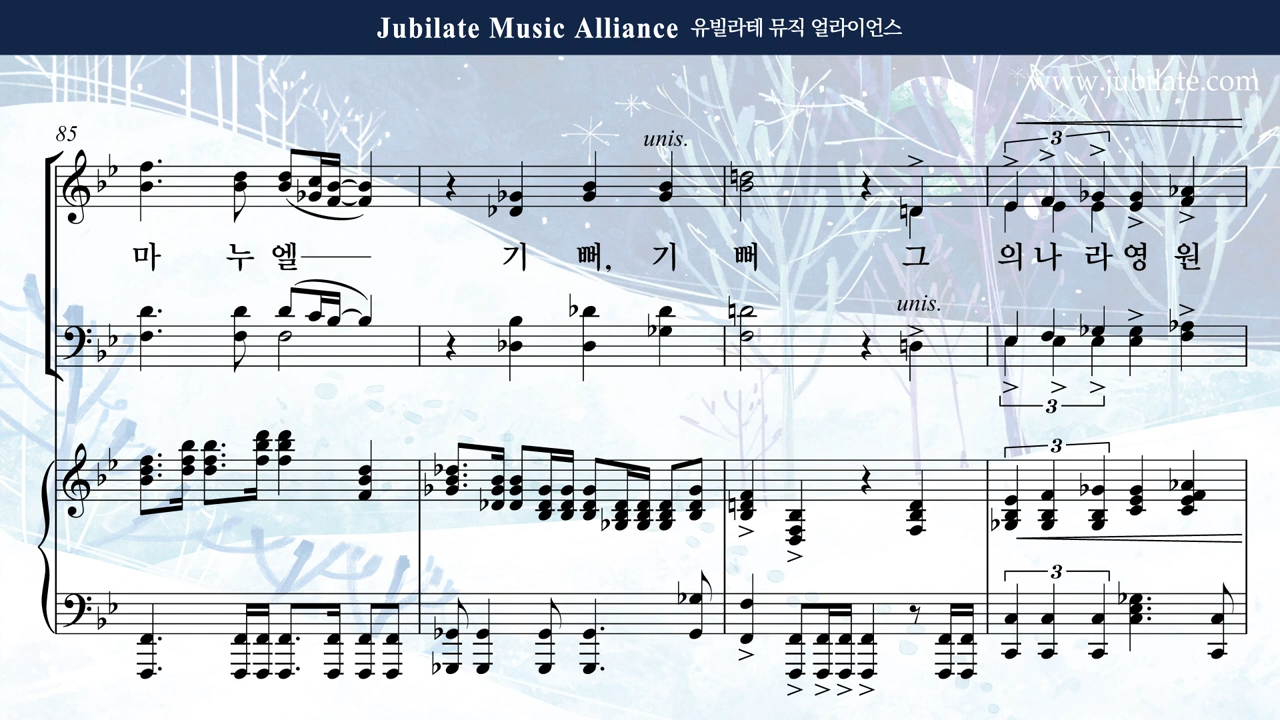 Jubilate Music Alliance 유빌라테 뮤직 얼라이언스
www.jubilate.com
85
unis.
3
마 누 엘 기 뻐, 기 뻐 그 의 나 라 영 원
unis.
3
3
3